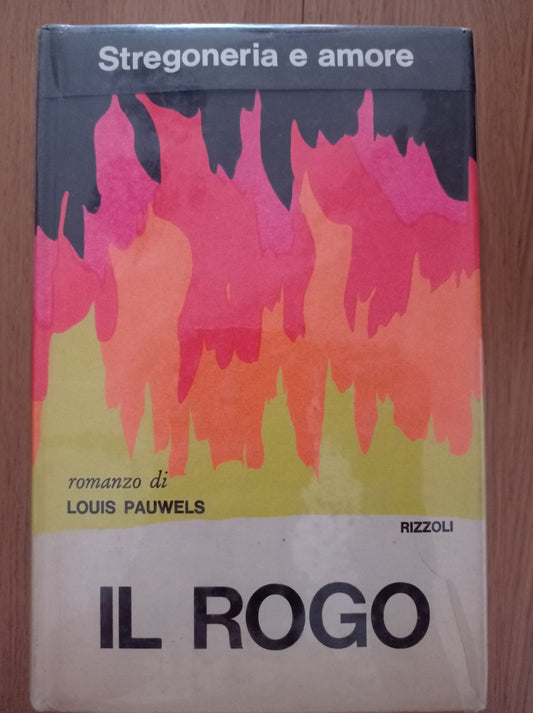 Stregoneria e amore
romanzo di
LOUIS PAUWELS
RIZZOLI
IL ROGO